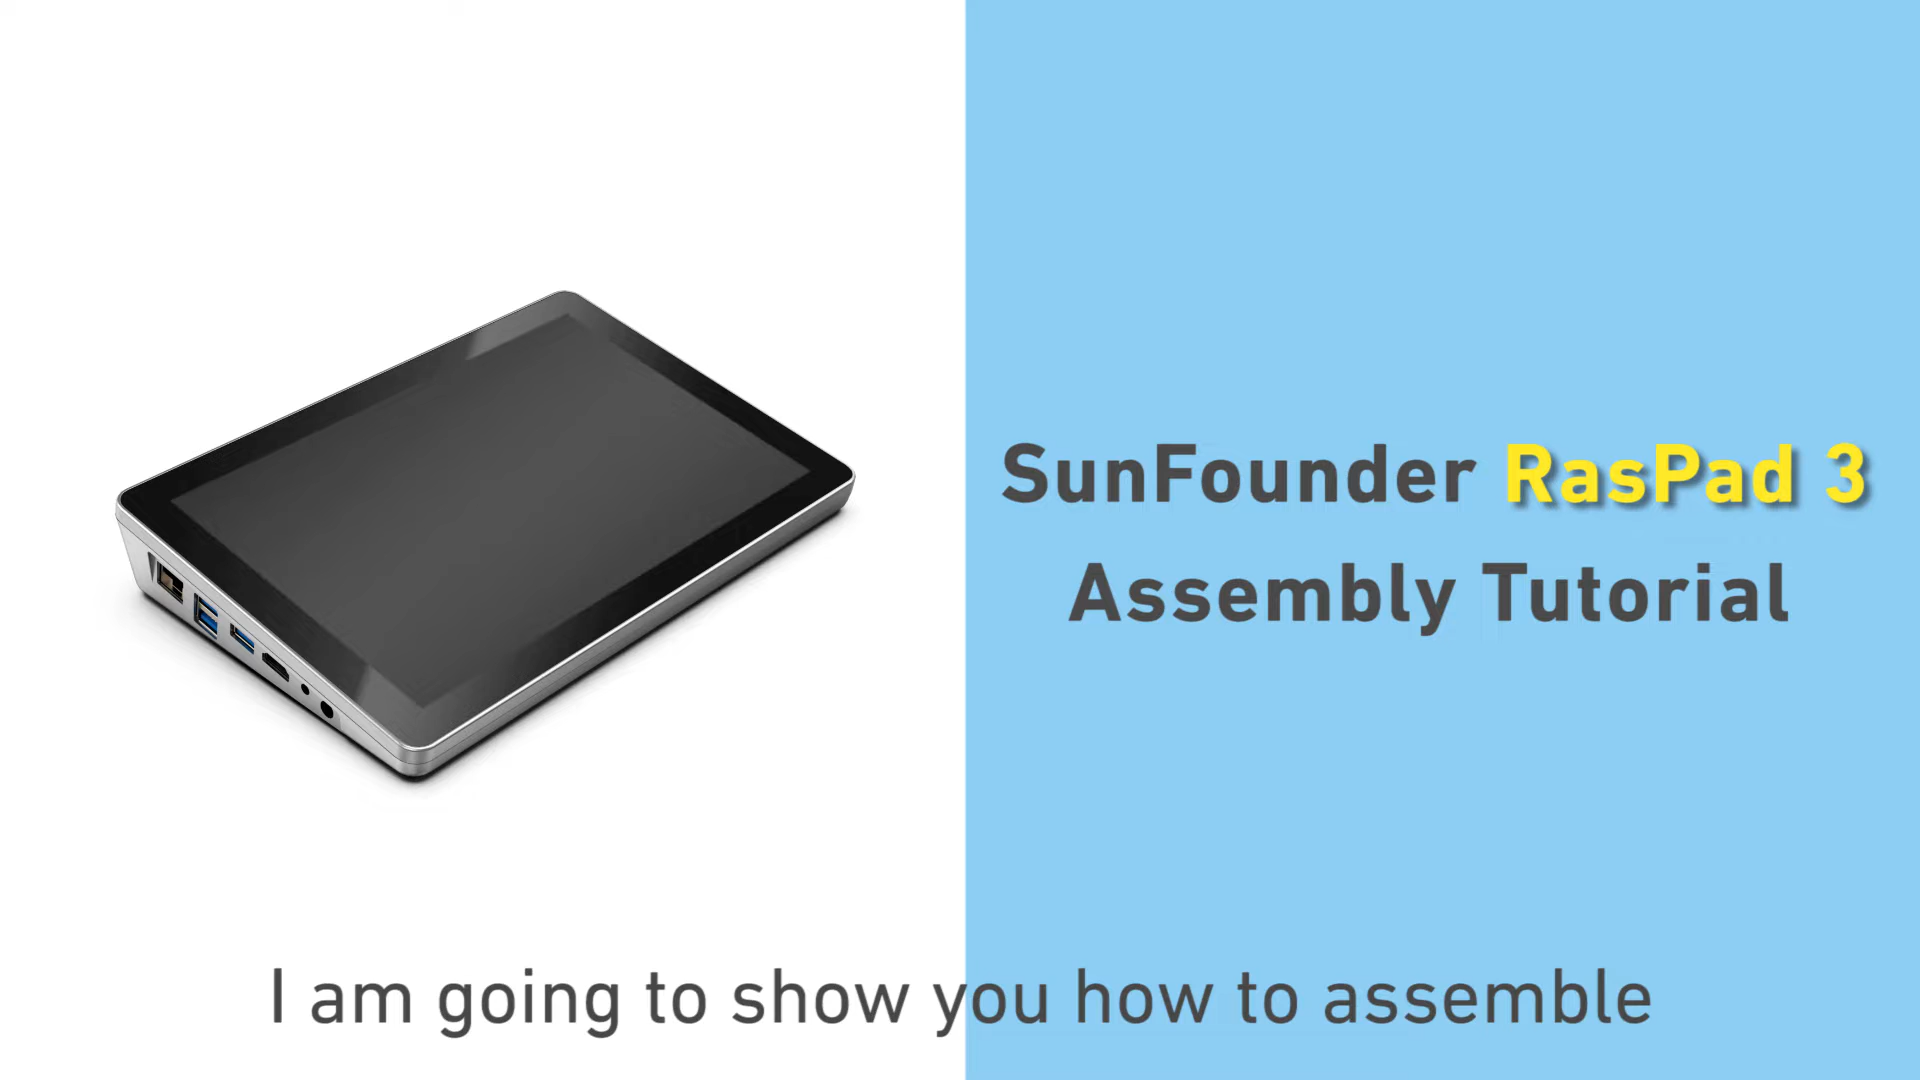 SunFounder RasPad 3
Assembly Tutorial
I am going to show you how to assemble